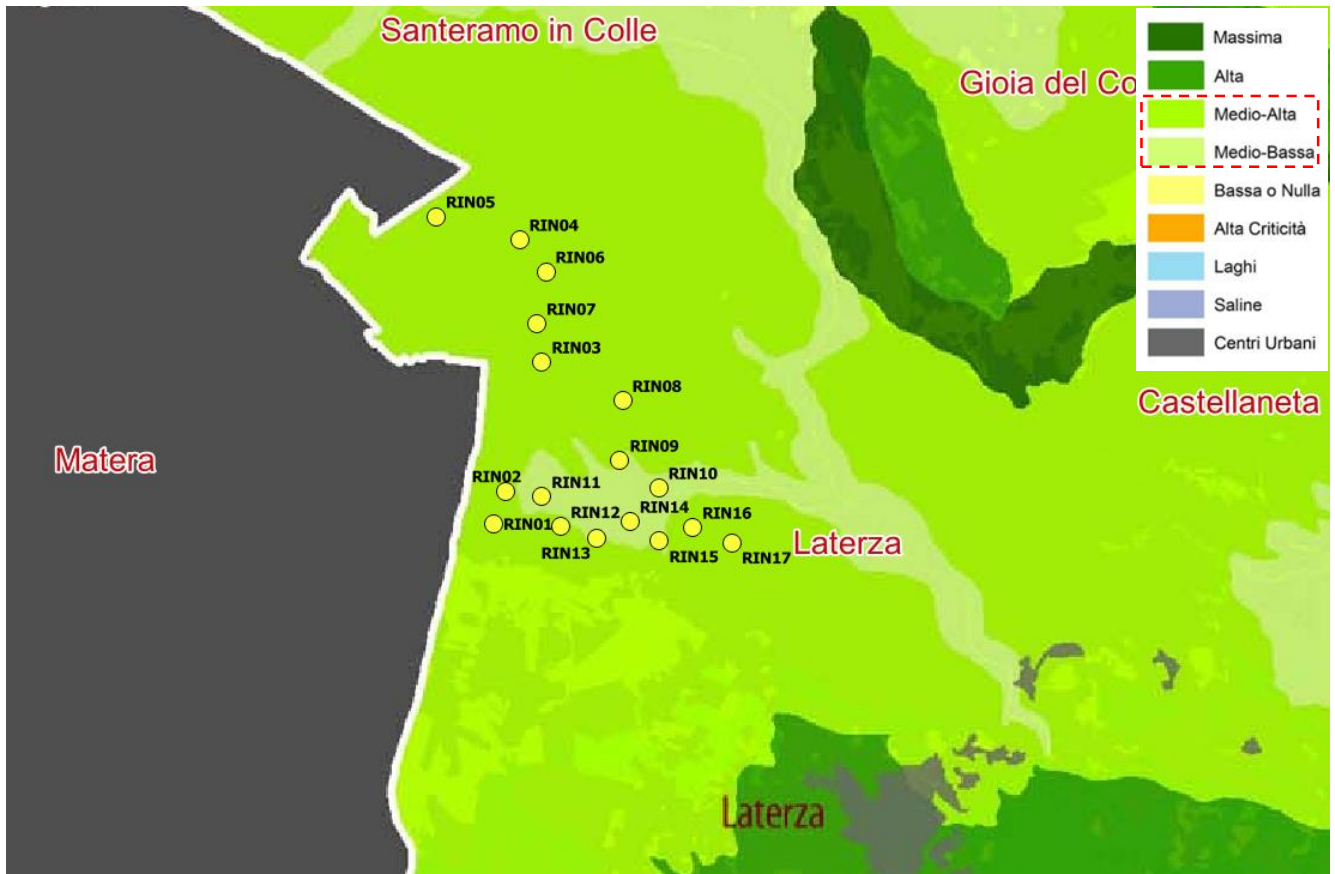 Santeramo in Colle
Gioia del Co
Massima
Alta
Medio-Alta
Medio-Bassa
Bassa o Nulla
Alta Criticità
Laghi
Saline
Centri Urbani
RIN05
RIN04
RIN06
RIN07
RIN03
RIN08
Castellaneta
Matera
RIN09
RIN02
RIN11
RIN10
RIN01
RIN12
RIN14
RIN16
RIN13
RIN15
RIN17
Laterza
Laterza